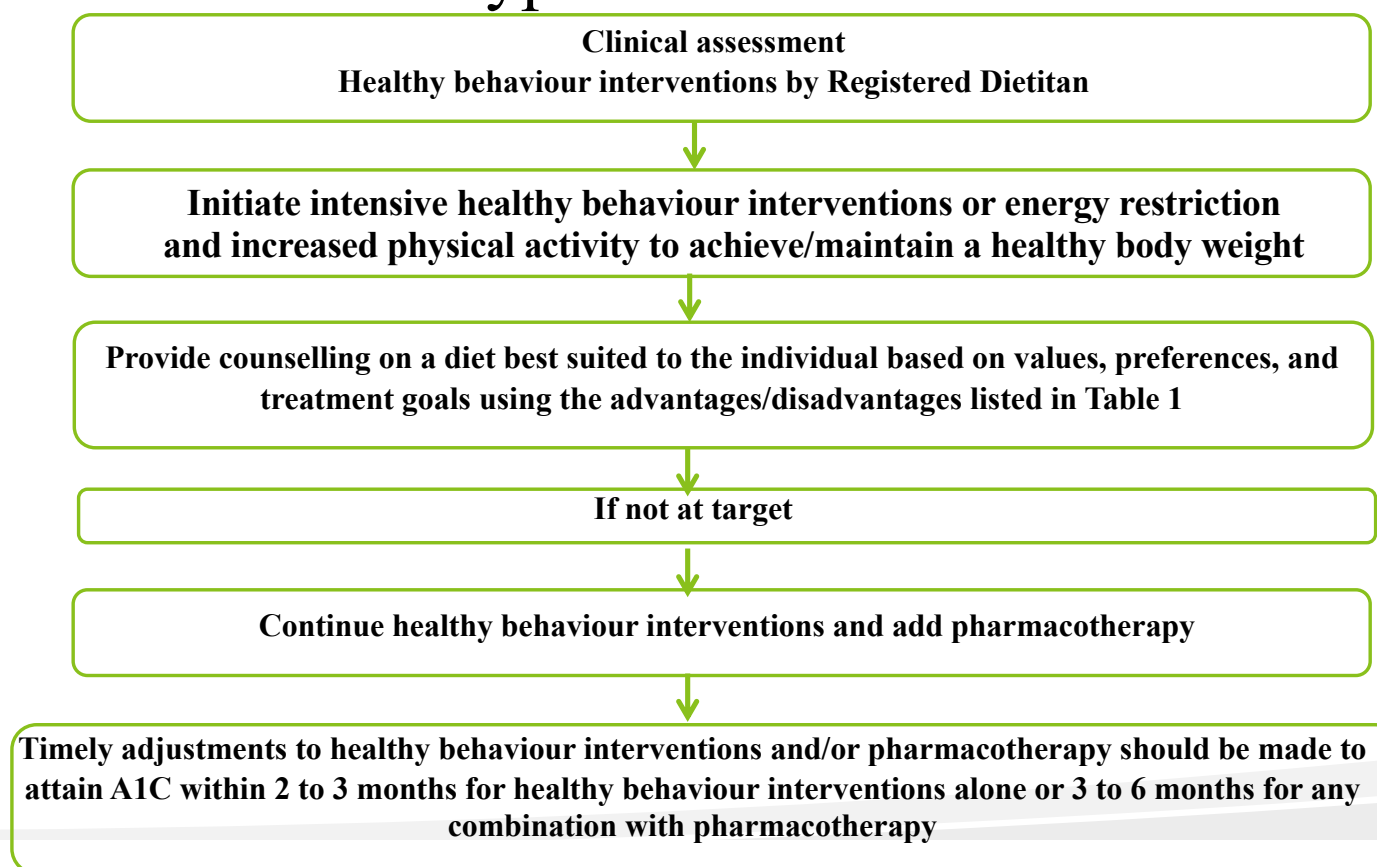 yp
Clinical assessment
Healthy behaviour interventions by Registered Dietitan
Initiate intensive healthy behaviour interventions or energy restriction
and increased physical activity to achieve/maintain a healthy body weight
Provide counselling on a diet best suited to the individual based on values, preferences, and
treatment goals using the advantages/disadvantages listed in Table 1
If not at target
Continue healthy behaviour interventions and add pharmacotherapy
Timely adjustments to healthy behaviour interventions and/or pharmacotherapy should be made to
attain A1C within 2 to 3 months for healthy behaviour interventions alone or 3 to 6 months for any
combination with pharmacotherapy